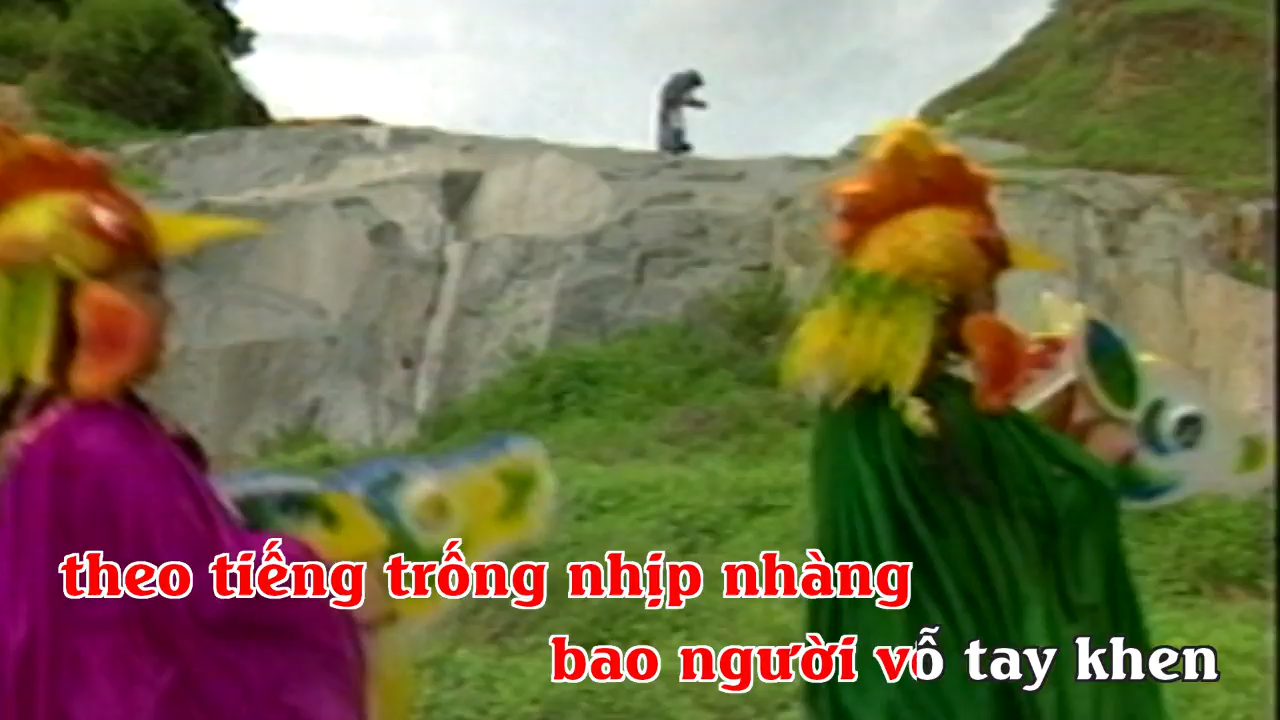 theo tiếng trống nhịp nhàng
bao người vỗ tay khen